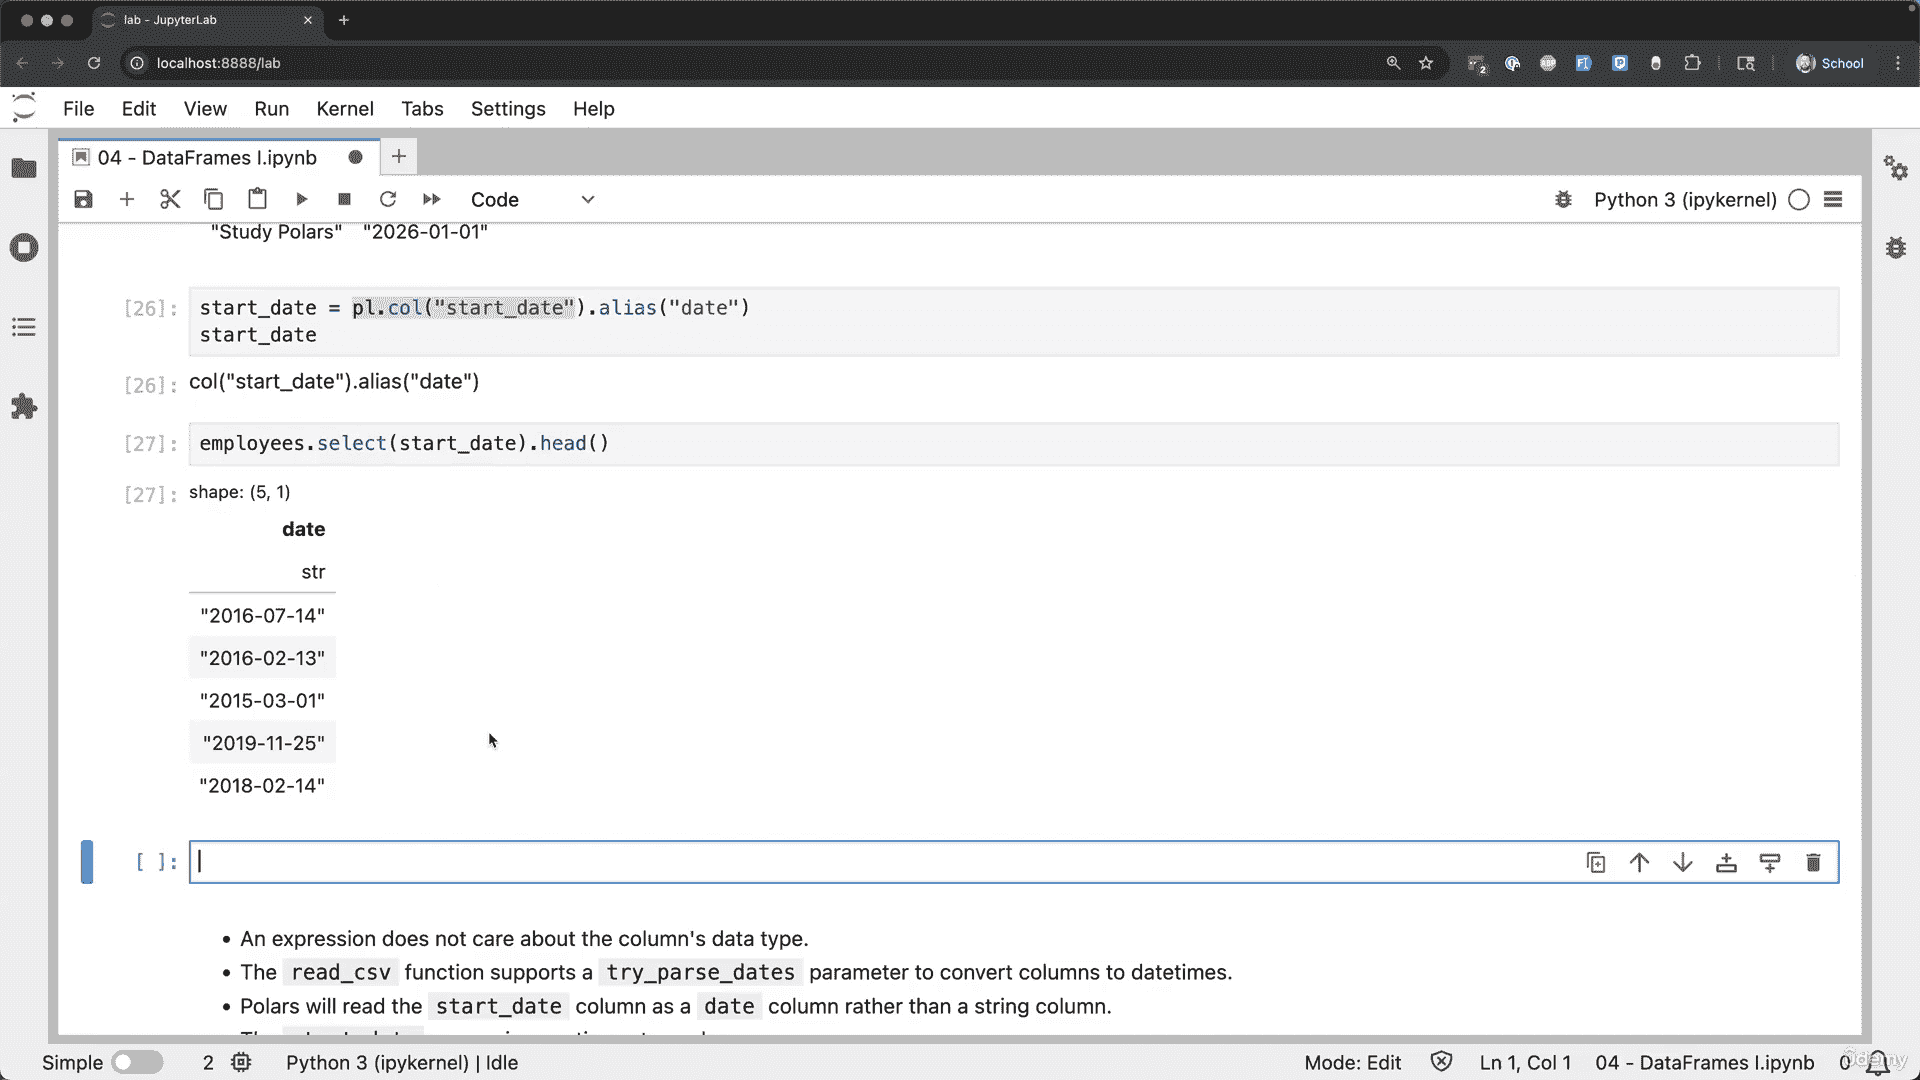 lab - JupyterLab
localhost:8888/lab
2
School
File Edit View Run Kernel Tabs Settings Help
04 - DataFrames I.ipynb
Code
Python 3 (ipykernel)
"Study Polars" "2026-01-01"
[26]: start_date = pl.col("start_date").alias("date")
start_date
[26]: col("start_date").alias("date")
[27]: employees.select(start_date).head()
[27]: shape: (5, 1)
date
str
"2016-07-14"
"2016-02-13"
"2015-03-01"
"2019-11-25"
"2018-02-14"
[ ]:
• An expression does not care about the column's data type.
• The read_csv function supports a try_parse_dates parameter to convert columns to datetimes.
• Polars will read the start_date column as a date column rather than a string column.
Simple 2 Python 3 (ipykernel) | Idle Mode: Edit Ln 1, Col 1 04 - DataFrames I.ipynb 0
udemy